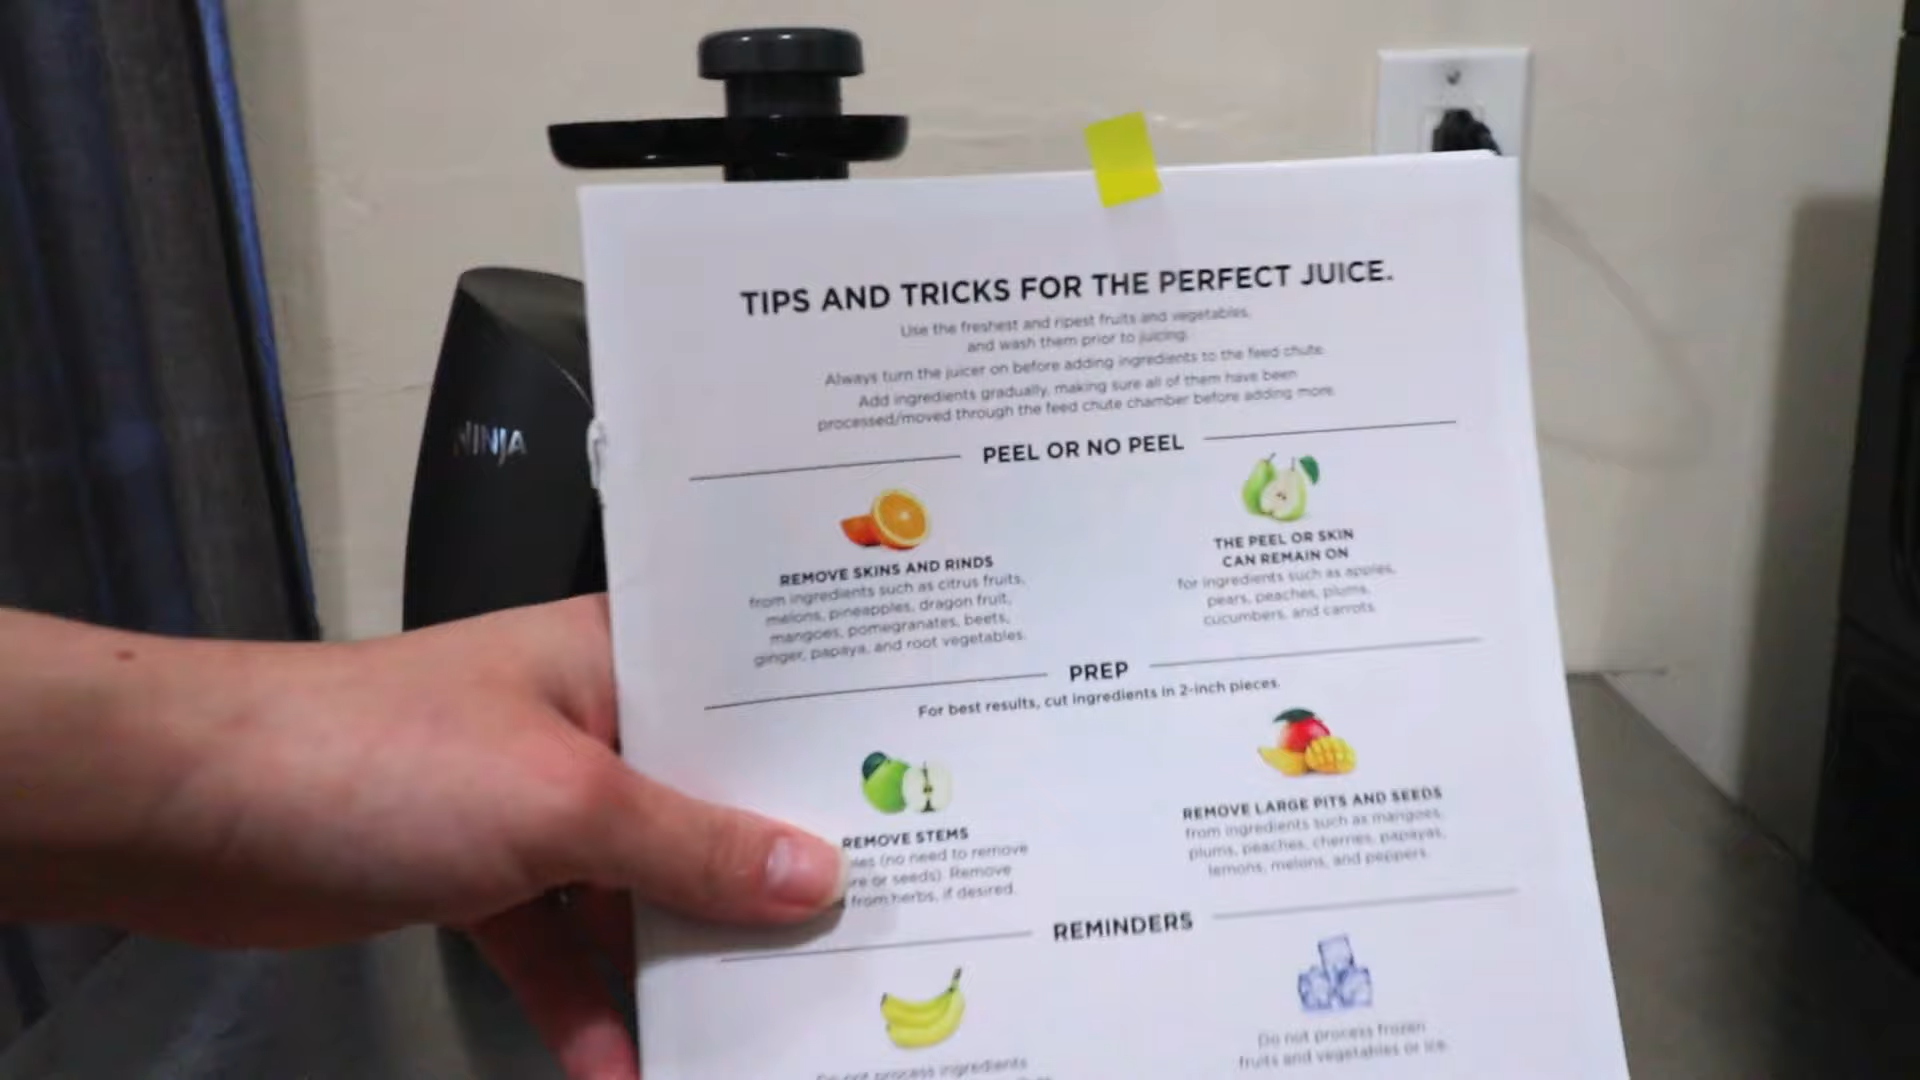 TIPS AND TRICKS FOR THE PERFECT JUICE.
Use the freshest and ripest fruits and vegetables,
and wash them prior to juicing.
Always turn the juicer on before adding ingredients to the feed chute.
Add ingredients gradually, making sure all of them have been
processed/moved through the feed chute chamber before adding more.
NINJA
PEEL OR NO PEEL
REMOVE SKINS AND RINDS
from ingredients such as citrus fruits,
melons, pineapples, dragon fruit,
mangoes, pomegranates, beets,
ginger, papaya, and root vegetables.
THE PEEL OR SKIN
CAN REMAIN ON
for ingredients such as apples,
pears, peaches, plums,
cucumbers, and carrots.
PREP
For best results, cut ingredients in 2-inch pieces.
REMOVE STEMS
(no need to remove
or seeds). Remove
from herbs, if desired.
REMOVE LARGE PITS AND SEEDS
from ingredients such as mangoes,
plums, peaches, cherries, papayas,
lemons, melons, and peppers.
REMINDERS
Do not process ingredients
Do not process frozen
fruits and vegetables or ice.